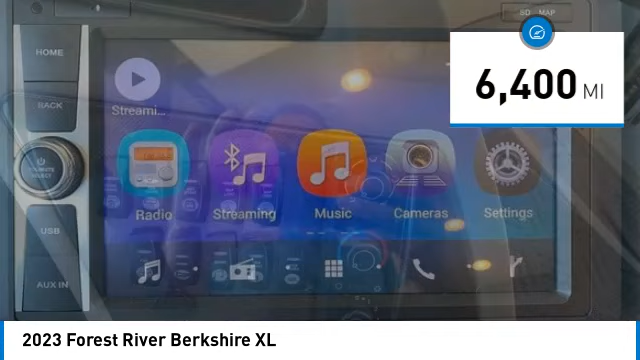 SD MAP
HOME
6,400 MI
BACK
Streami...
Radio
Streaming
Music
Cameras
Settings
USB
AUX IN
2023 Forest River Berkshire XL